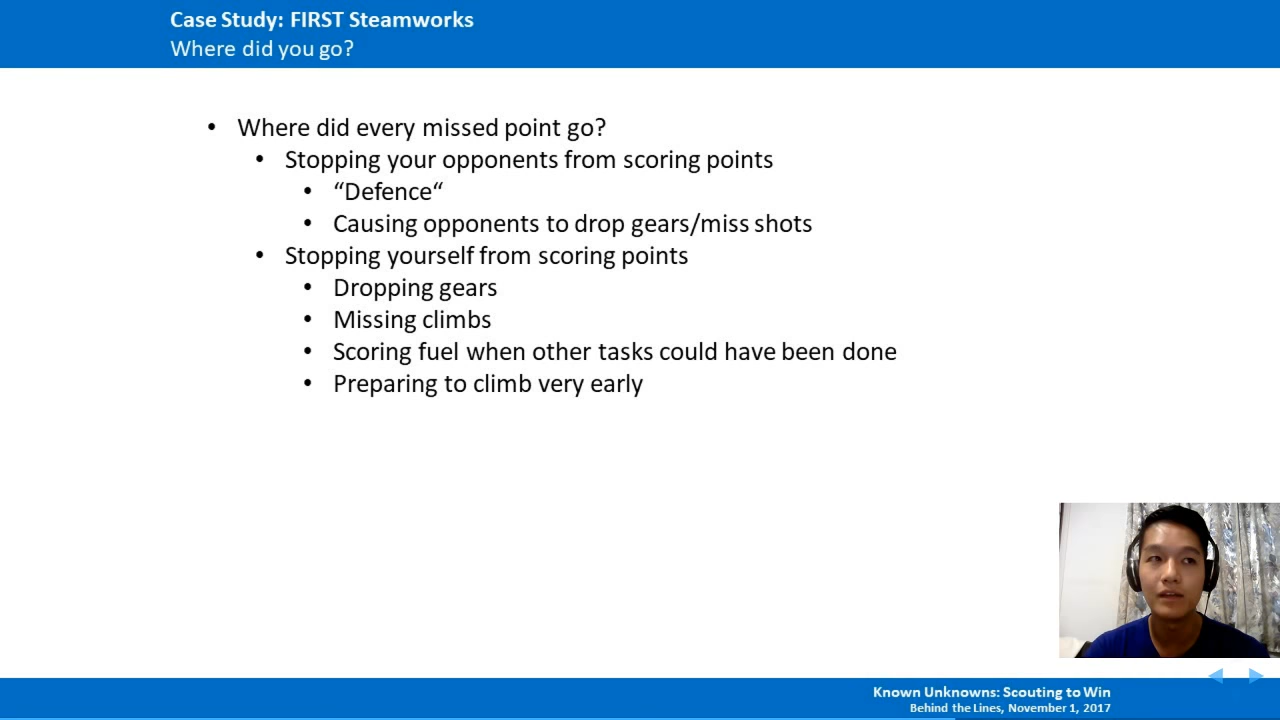 Case Study: FIRST Steamworks
Where did you go?
• Where did every missed point go?
• Stopping your opponents from scoring points
• “Defence“
• Causing opponents to drop gears/miss shots
• Stopping yourself from scoring points
• Dropping gears
• Missing climbs
• Scoring fuel when other tasks could have been done
• Preparing to climb very early
Known Unknowns: Scouting to Win
Behind the Lines, November 1, 2017